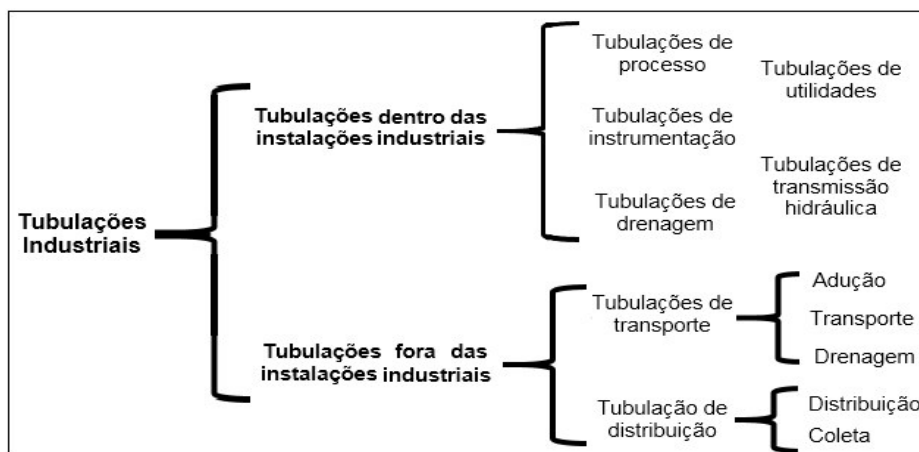 Tubulações
Industriais
Tubulações dentro das
instalações industriais
Tubulações de
processo
Tubulações de
utilidades
Tubulações de
instrumentação
Tubulações de
transmissão
hidráulica
Tubulações de
drenagem
Tubulações fora das
instalações industriais
Tubulações de
transporte
Adução
Transporte
Drenagem
Tubulação de
distribuição
Distribuição
Coleta